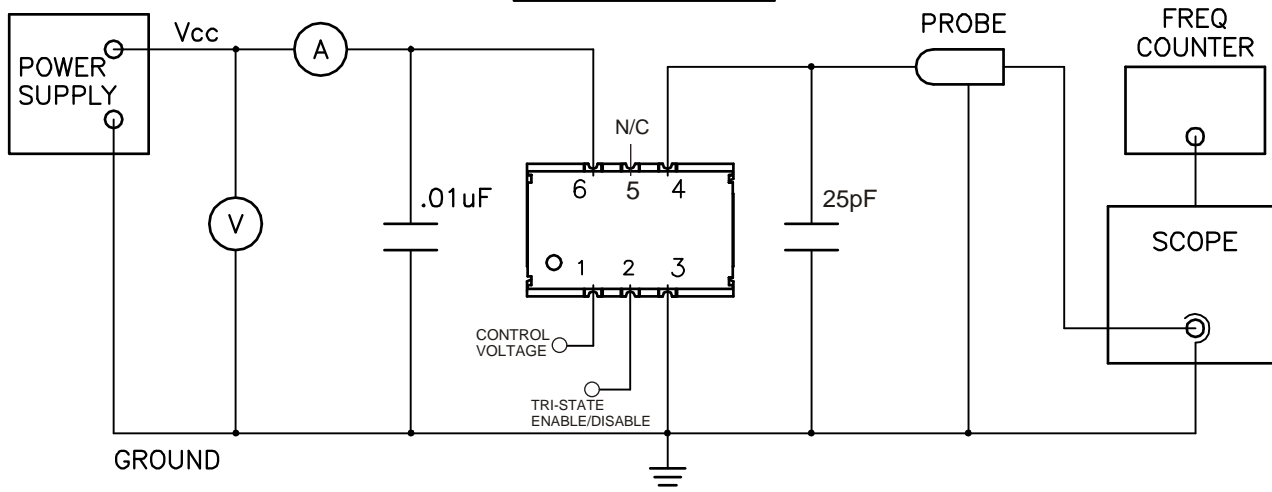 POWER
SUPPLY
Vcc
A
V
.01uF
N/C
6 5 4
1 2 3
CONTROL
VOLTAGE
TRI-STATE
ENABLE/DISABLE
25pF
PROBE
FREQ
COUNTER
SCOPE
GROUND